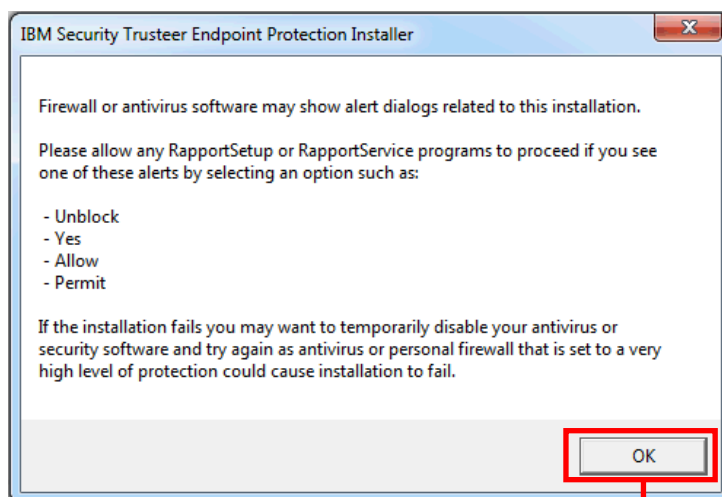 IBM Security Trusteer Endpoint Protection Installer
Firewall or antivirus software may show alert dialogs related to this installation.
Please allow any RapportSetup or RapportService programs to proceed if you see
one of these alerts by selecting an option such as:
- Unblock
- Yes
- Allow
- Permit
If the installation fails you may want to temporarily disable your antivirus or
security software and try again as antivirus or personal firewall that is set to a very
high level of protection could cause installation to fail.
OK